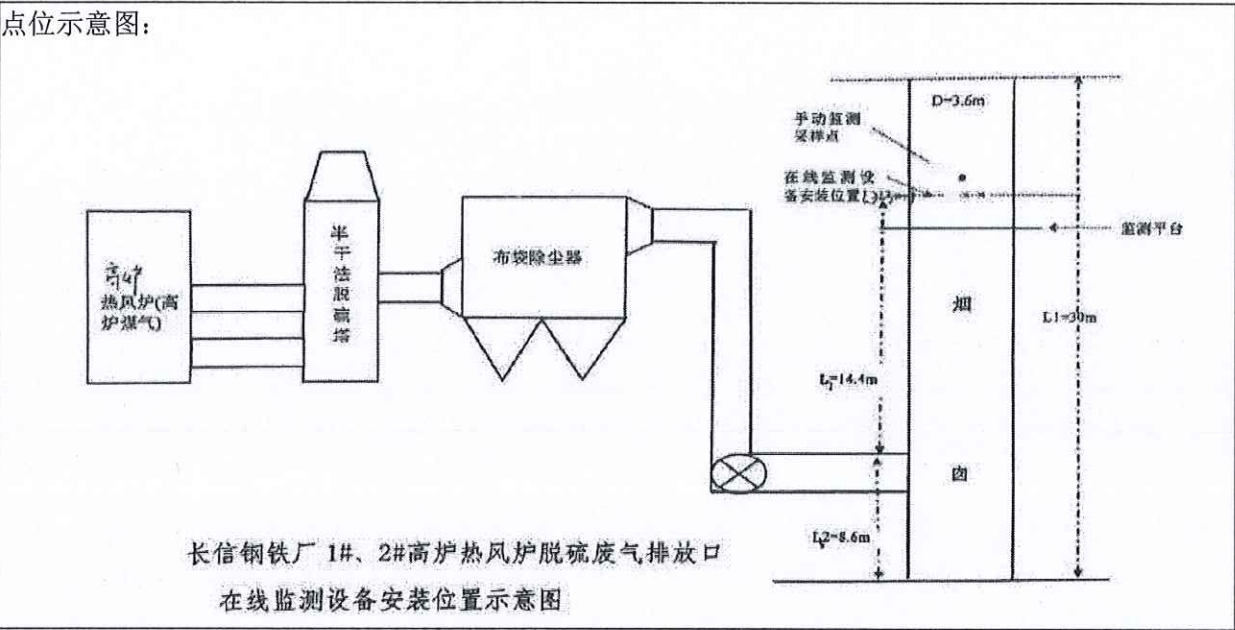 点位示意图:
D=3.6m
手动监测
采样点
在线监测设
备安装位置
监测平台
半干法脱硫塔
布袋除尘器
高炉
热风炉(高
炉煤气)
烟
囱
L1=30m
L3=14.4m
L2=8.6m
长信钢铁厂 1#、2#高炉热风炉脱硫废气排放口
在线监测设备安装位置示意图